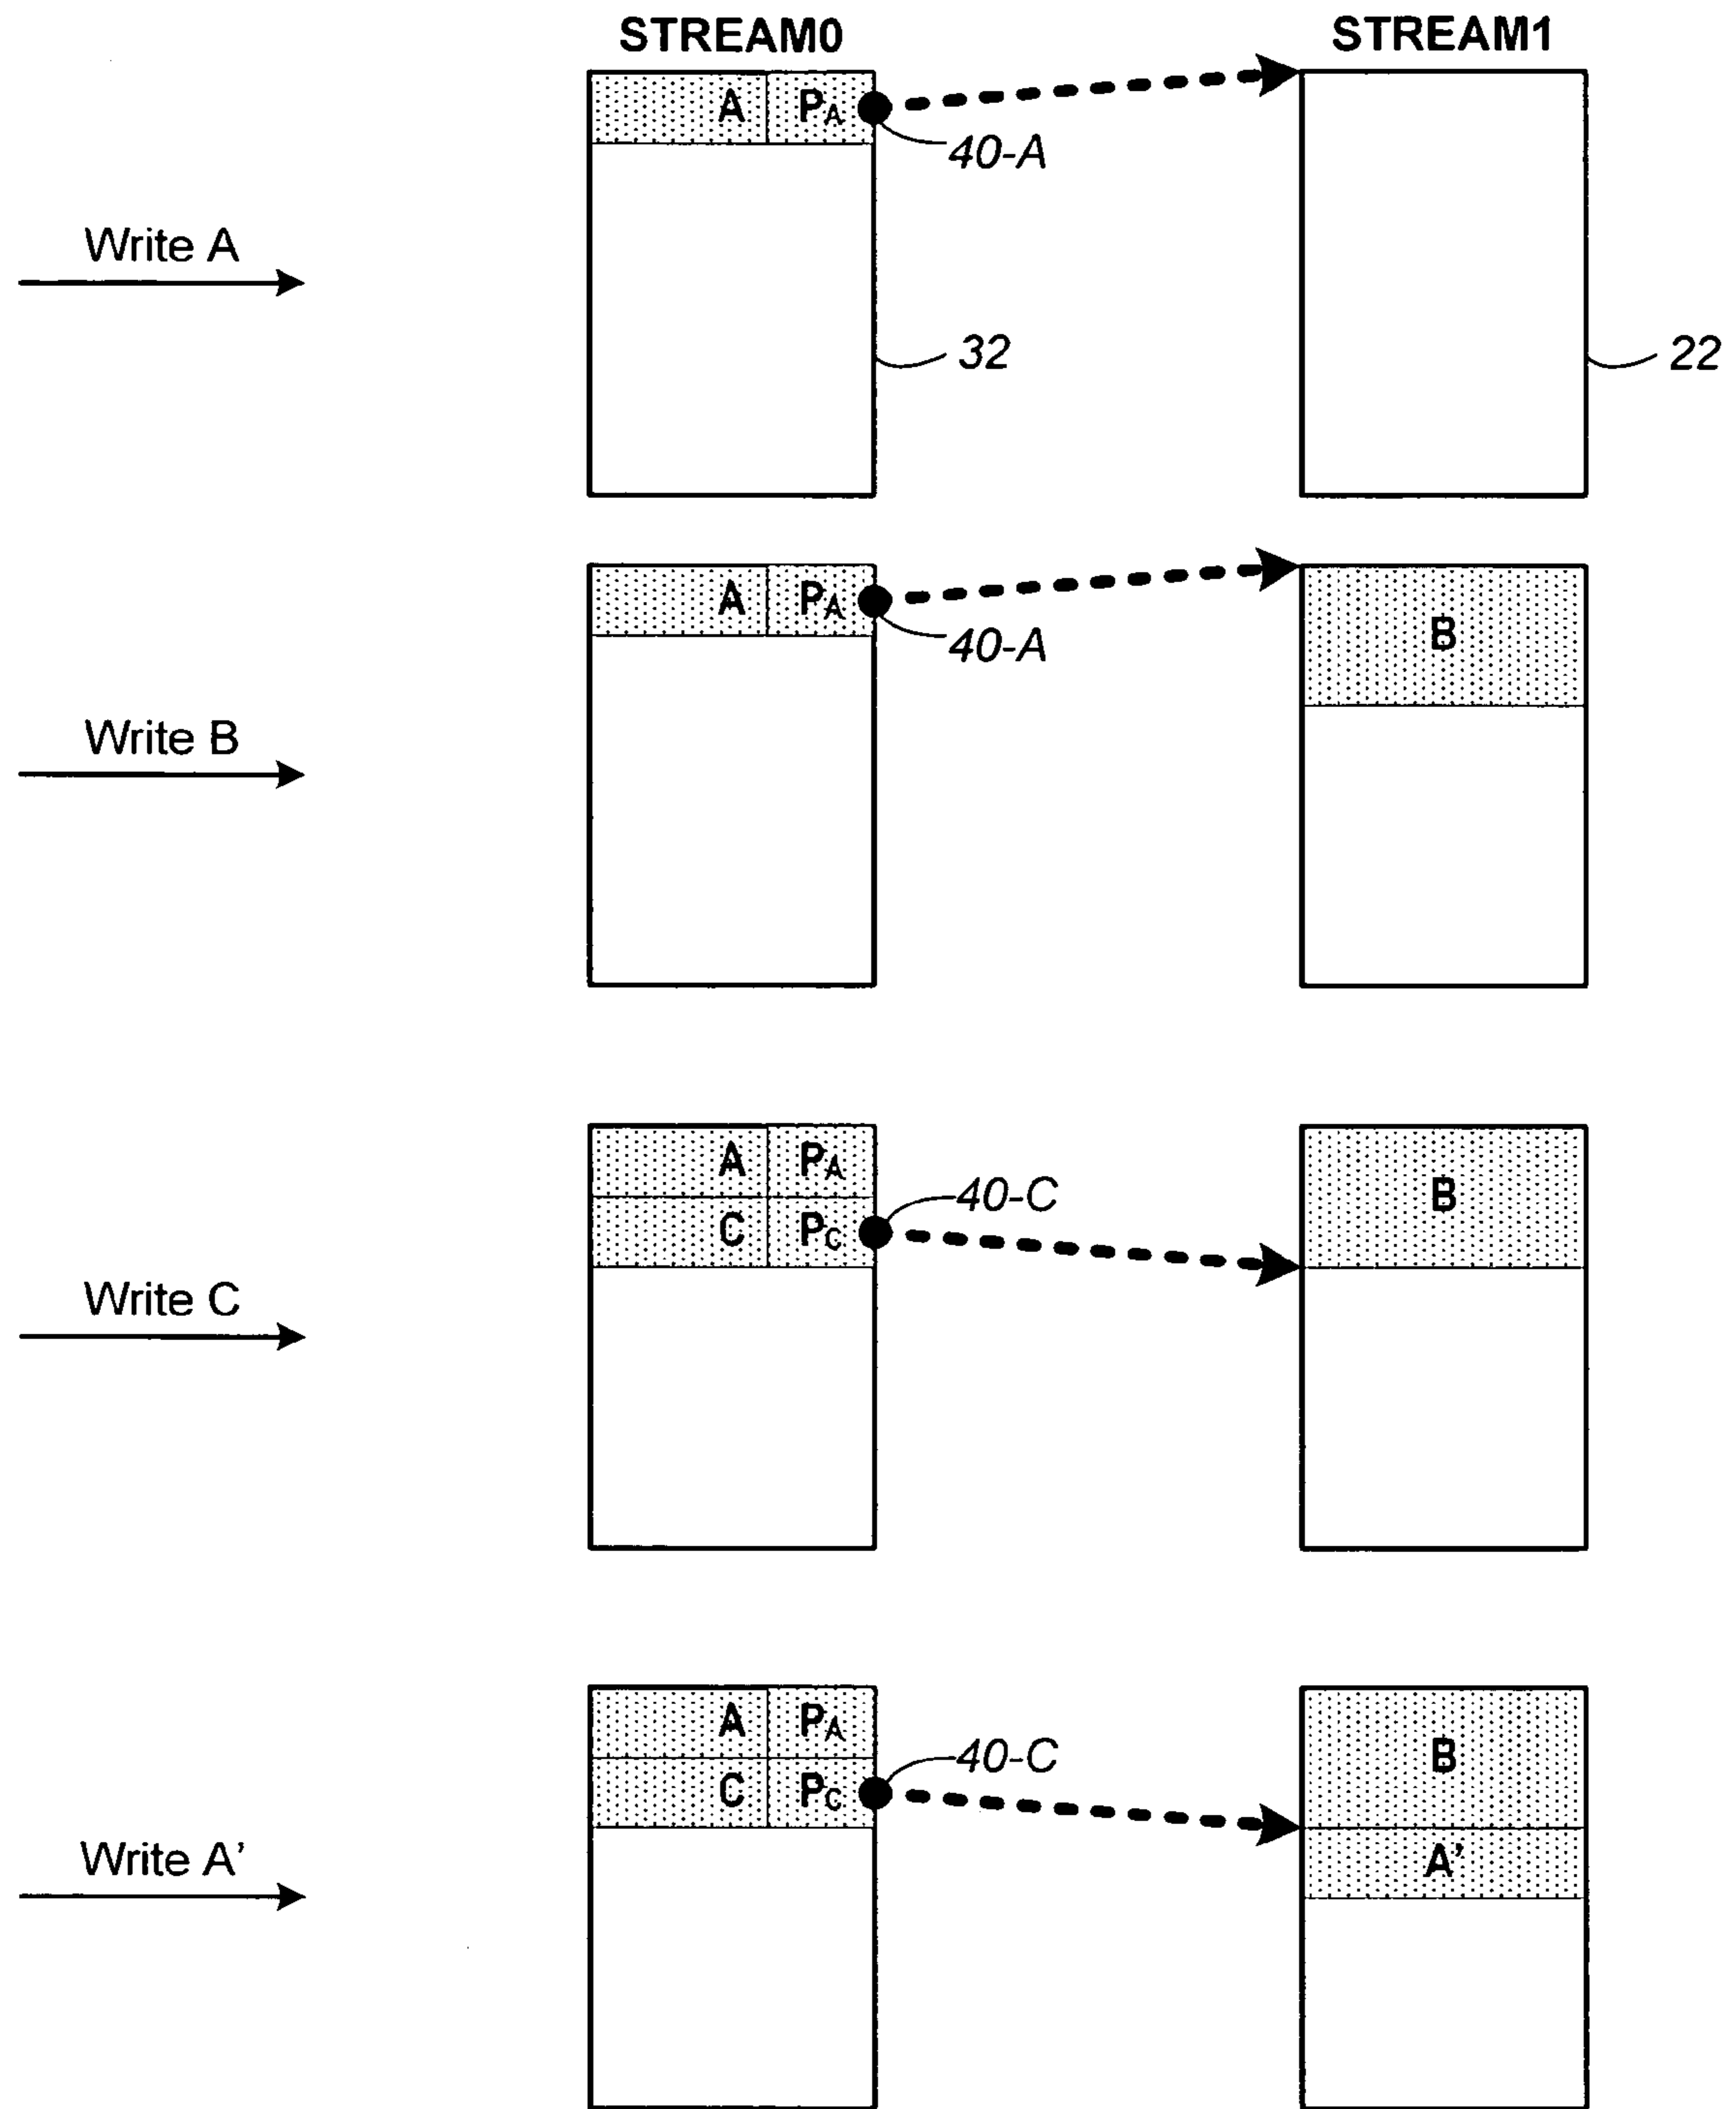 STREAM0 STREAM1
A PA
40-A
Write A
32 22
A PA
40-A
B
Write B
A PA
C PC
40-C
B
Write C
A PA
C PC
40-C
B
A'
Write A'